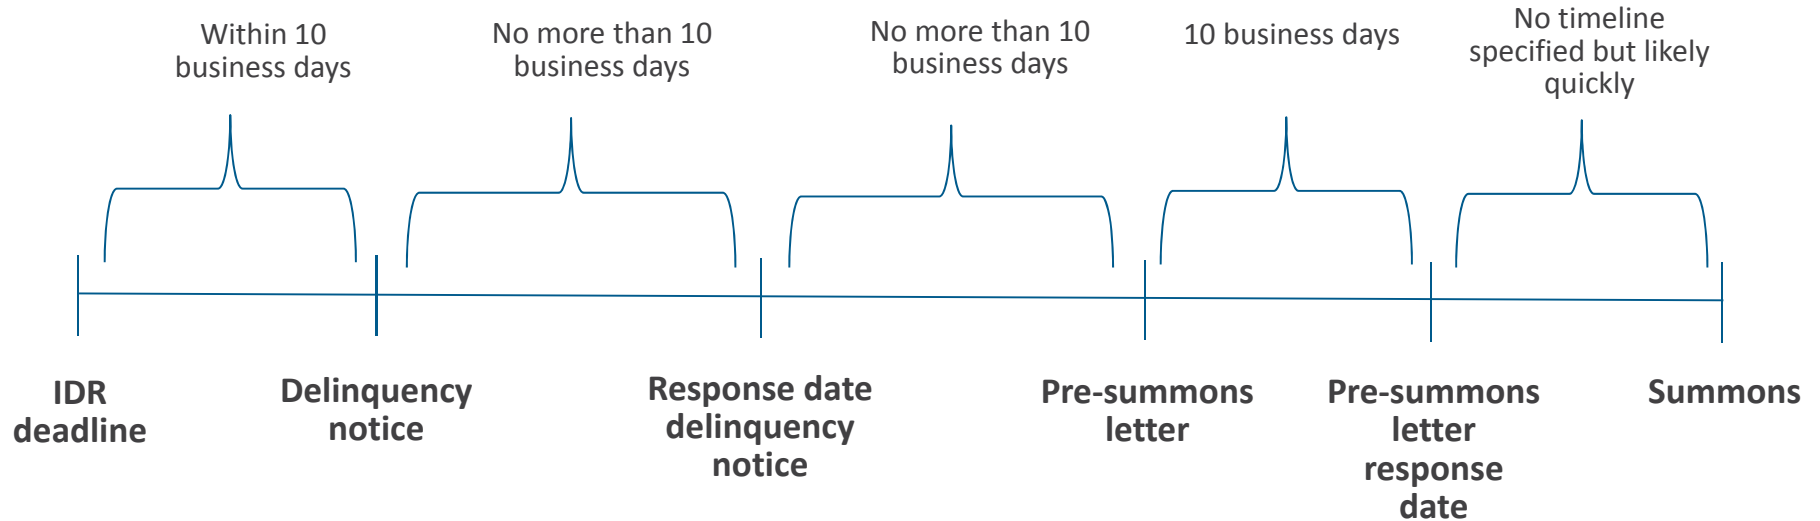 Within 10
business days
No more than 10
business days
No more than 10
business days
10 business days
No timeline
specified but likely
quickly
IDR
deadline
Delinquency
notice
Response date
delinquency
notice
Pre-summons
letter
Pre-summons
letter
response
date
Summons